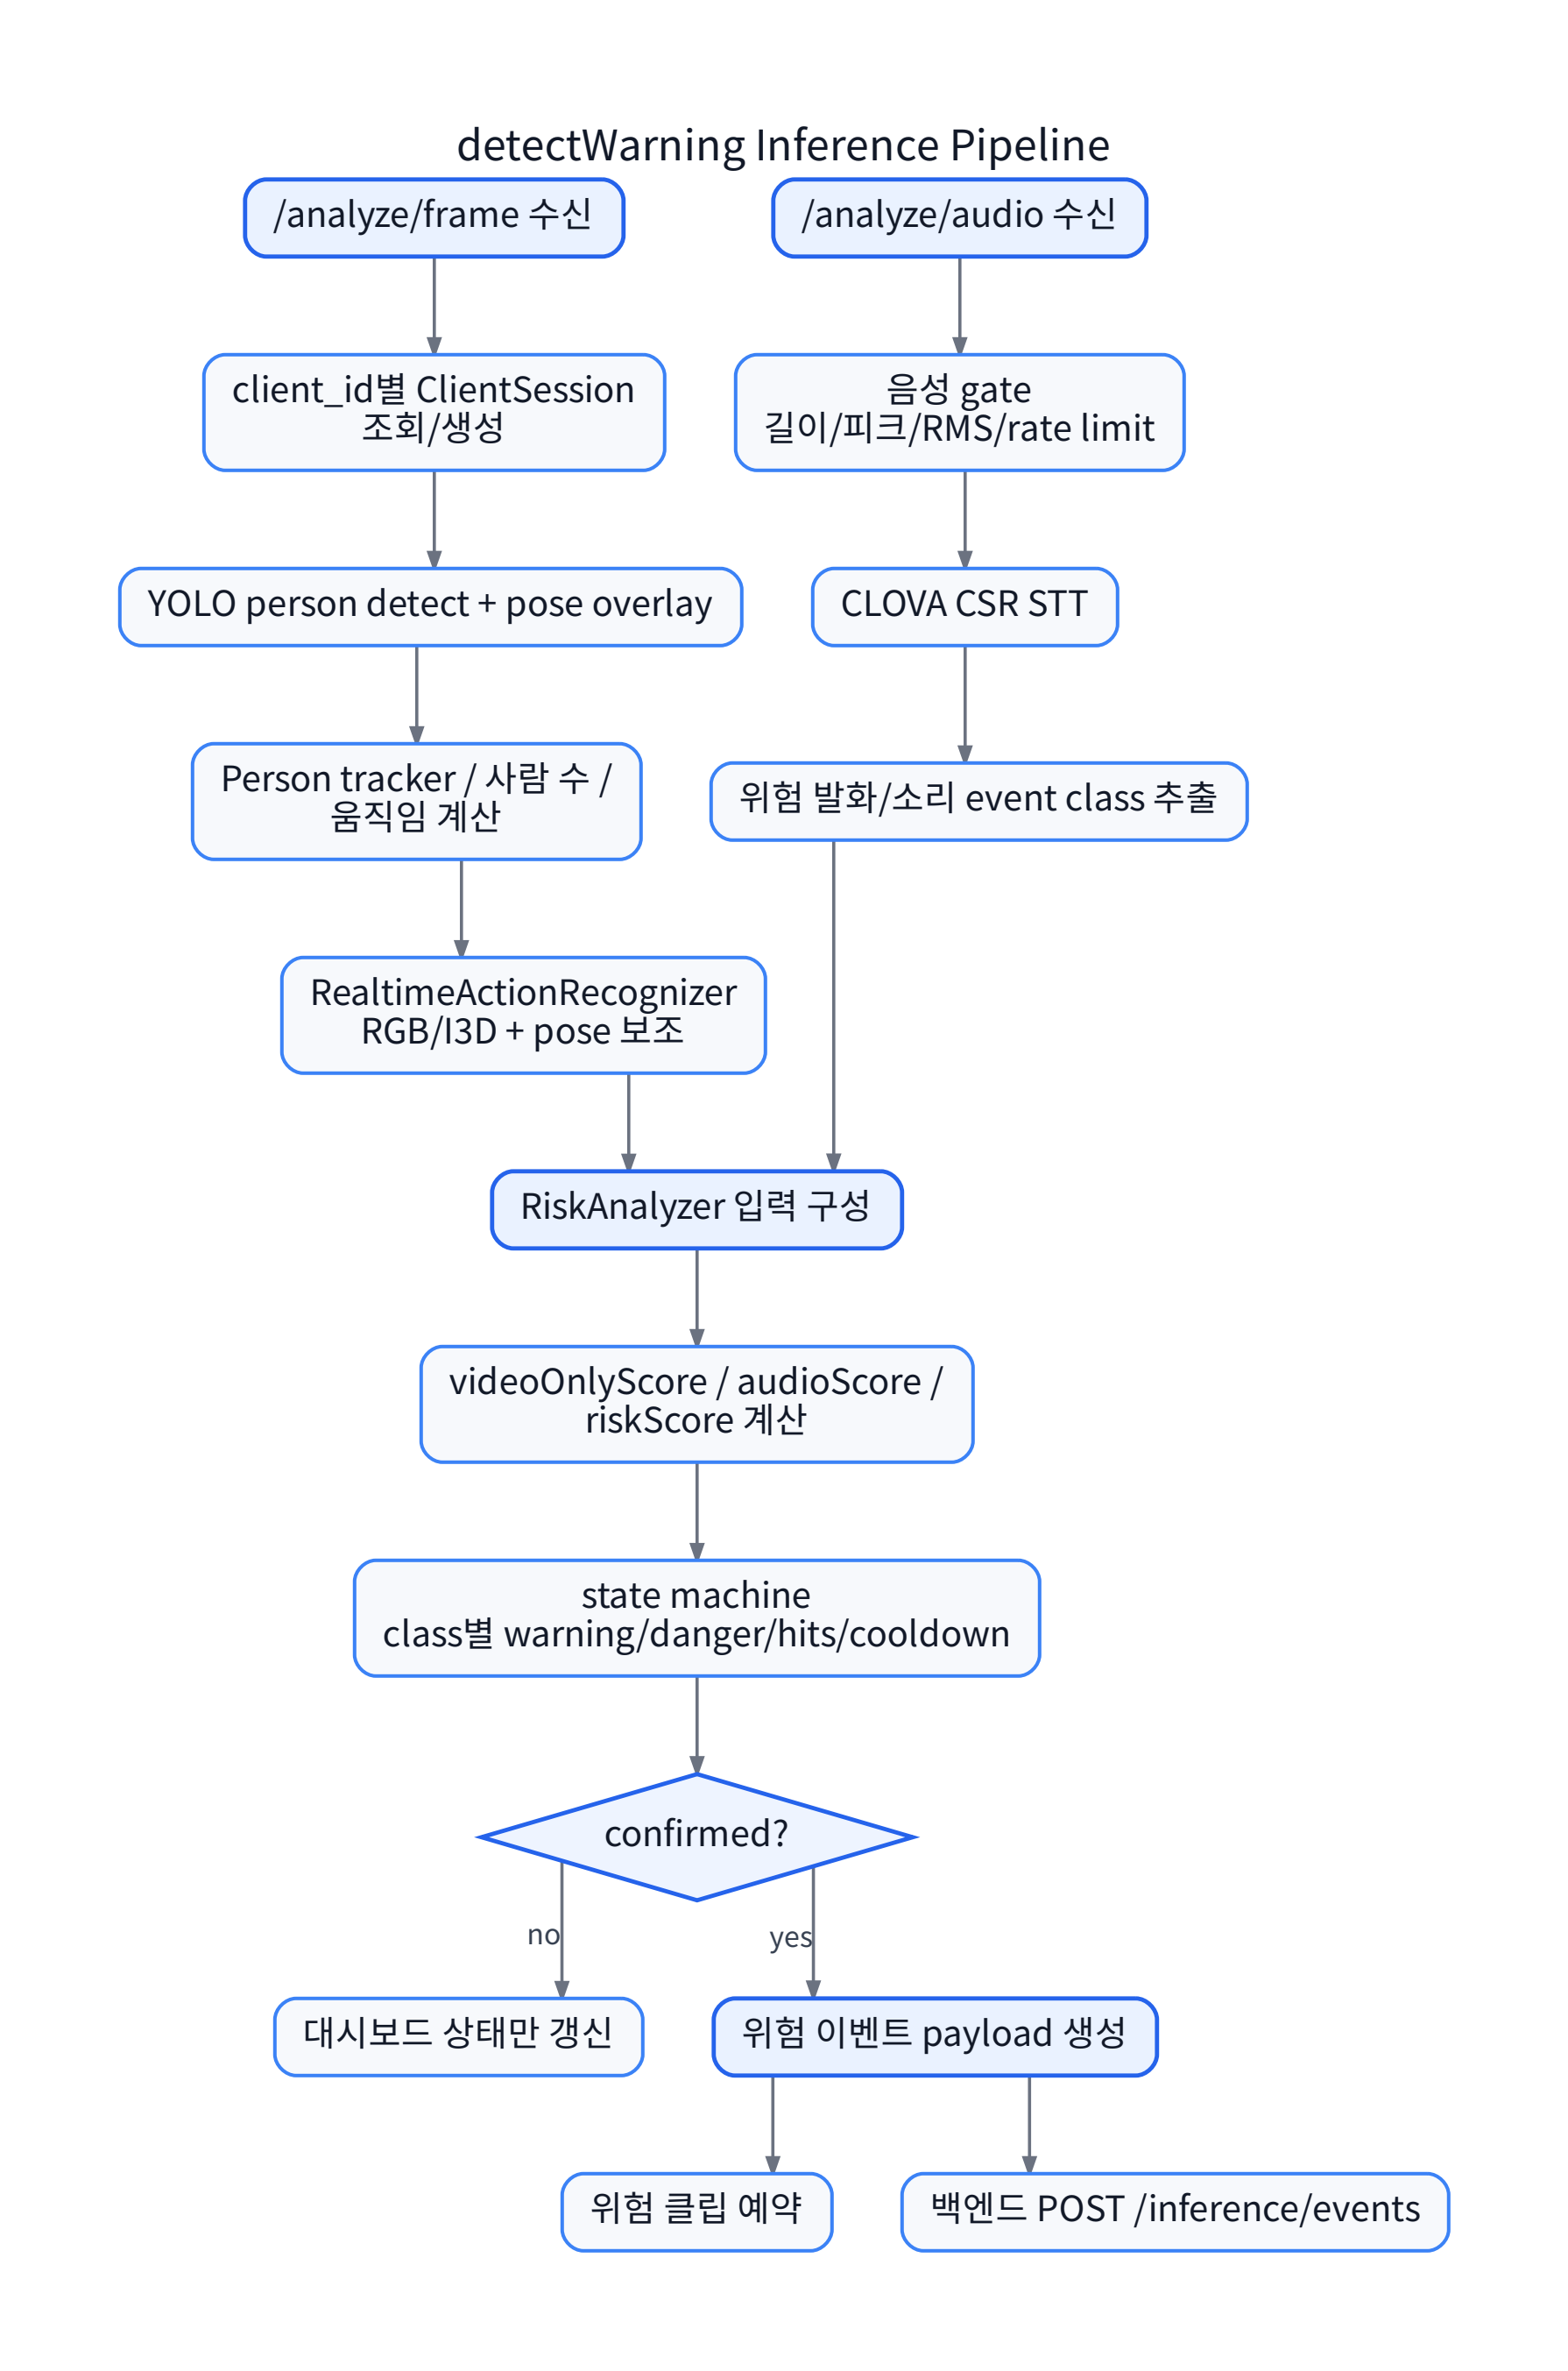 detectWarning Inference Pipeline
/analyze/frame 수신
/analyze/audio 수신
client_id별 ClientSession
조회/생성
음성 gate
길이/피크/RMS/rate limit
YOLO person detect + pose overlay
CLOVA CSR STT
Person tracker / 사람 수 /
움직임 계산
위험 발화/소리 event class 추출
RealtimeActionRecognizer
RGB/I3D + pose 보조
RiskAnalyzer 입력 구성
videoOnlyScore / audioScore /
riskScore 계산
state machine
class별 warning/danger/hits/cooldown
confirmed?
no
yes
대시보드 상태만 갱신
위험 이벤트 payload 생성
위험 클립 예약
백엔드 POST /inference/events